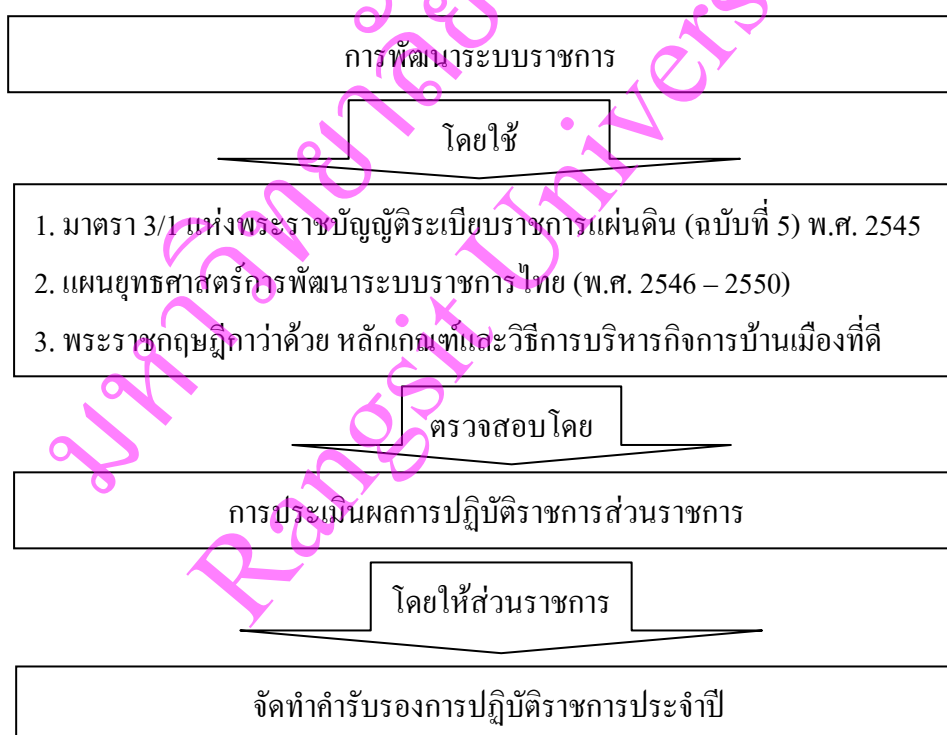 การพัฒนาระบบราชการ
โดยใช้
1. มาตรา 3/1 แห่งพระราชบัญญัติระเบียบราชการแผ่นดิน (ฉบับที่ 5) พ.ศ. 2545
2. แผนยุทธศาสตร์การพัฒนาระบบราชการไทย (พ.ศ. 2546 – 2550)
3. พระราชกฤษฎีกาว่าด้วย หลักเกณฑ์และวิธีการบริหารกิจการบ้านเมืองที่ดี
ตรวจสอบโดย
การประเมินผลการปฏิบัติราชการส่วนราชการ
โดยให้ส่วนราชการ
จัดทำคำรับรองการปฏิบัติราชการประจำปี
มหาวิทยาลัย
Rangsit Univers